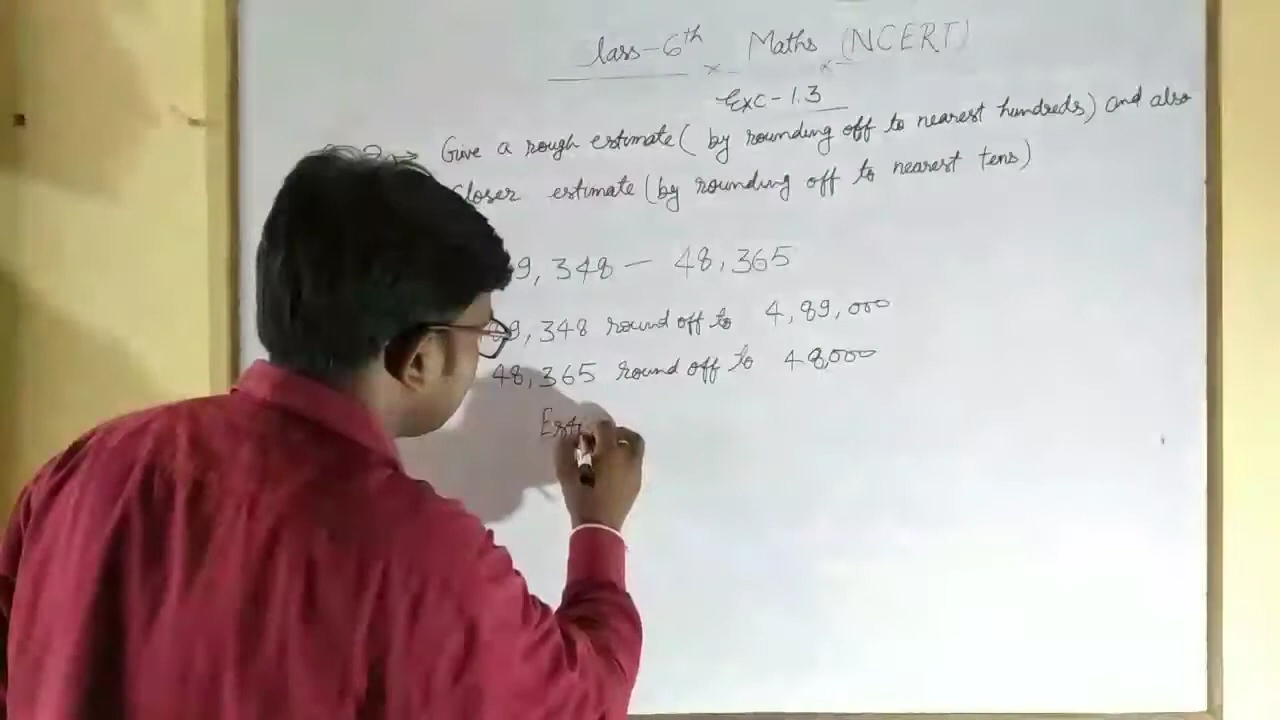 lass-6th Maths (NCERT)
Exc-1.3
Give a rough estimate (by rounding off to nearest hundreds) and also
closer estimate (by rounding off to nearest tens)
9,348 - 48,365
9,348 round off to 4,89,000
48,365 round off to 48,000
Esti